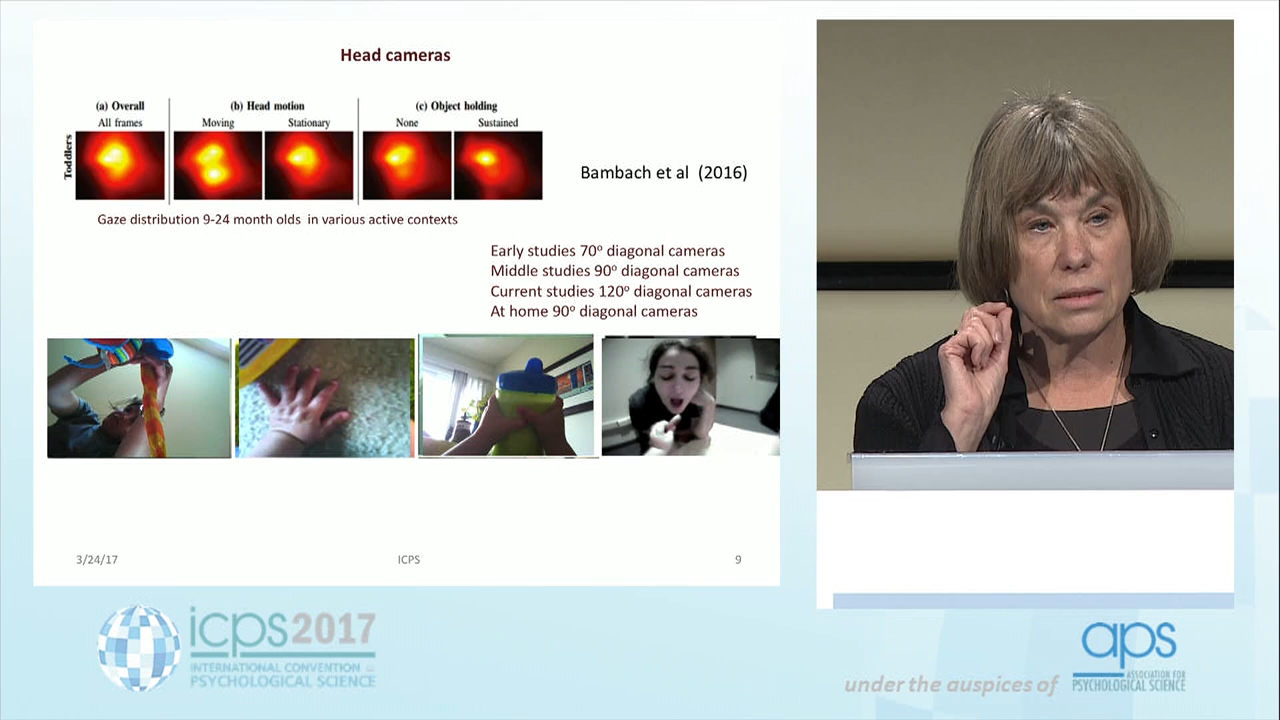 Head cameras
(a) Overall
(b) Head motion
(c) Object holding
All frames
Moving
Stationary
None
Sustained
Toddlers
Bambach et al (2016)
Gaze distribution 9-24 month olds in various active contexts
Early studies 70º diagonal cameras
Middle studies 90º diagonal cameras
Current studies 120º diagonal cameras
At home 90º diagonal cameras
3/24/17
ICPS
9
icps2017
INTERNATIONAL CONVENTION
PSYCHOLOGICAL SCIENCE
under the auspices of
aps
ASSOCIATION FOR
PSYCHOLOGICAL SCIENCE